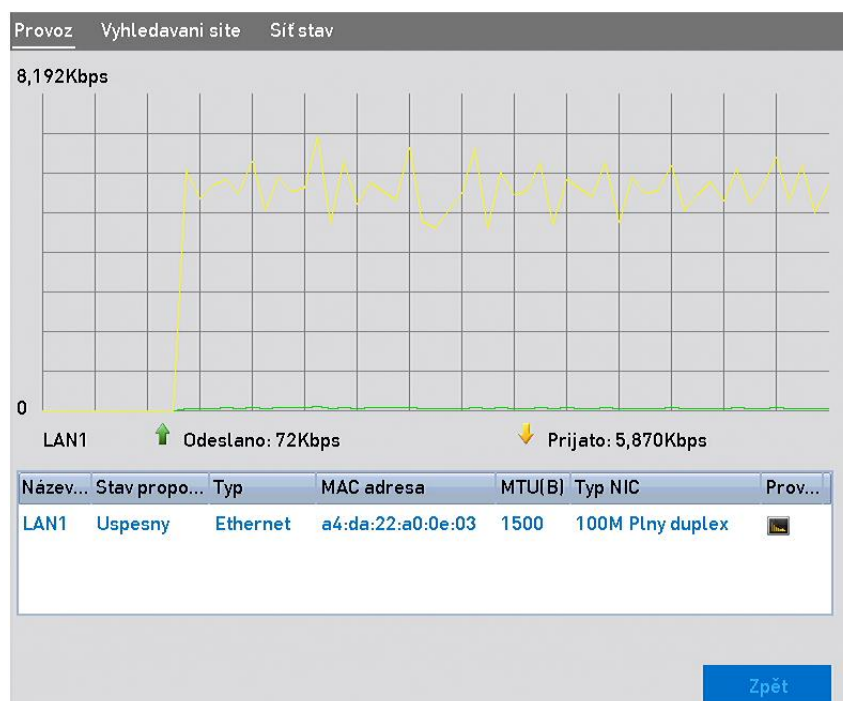 Provoz Vyhledavani site Síť stav
8,192Kbps
0
LAN1 Odeslano: 72Kbps Prijato: 5,870Kbps
Název... Stav propo... Typ MAC adresa MTU(B) Typ NIC Prov...
LAN1 Uspesny Ethernet a4:da:22:a0:0e:03 1500 100M Plny duplex
Zpět